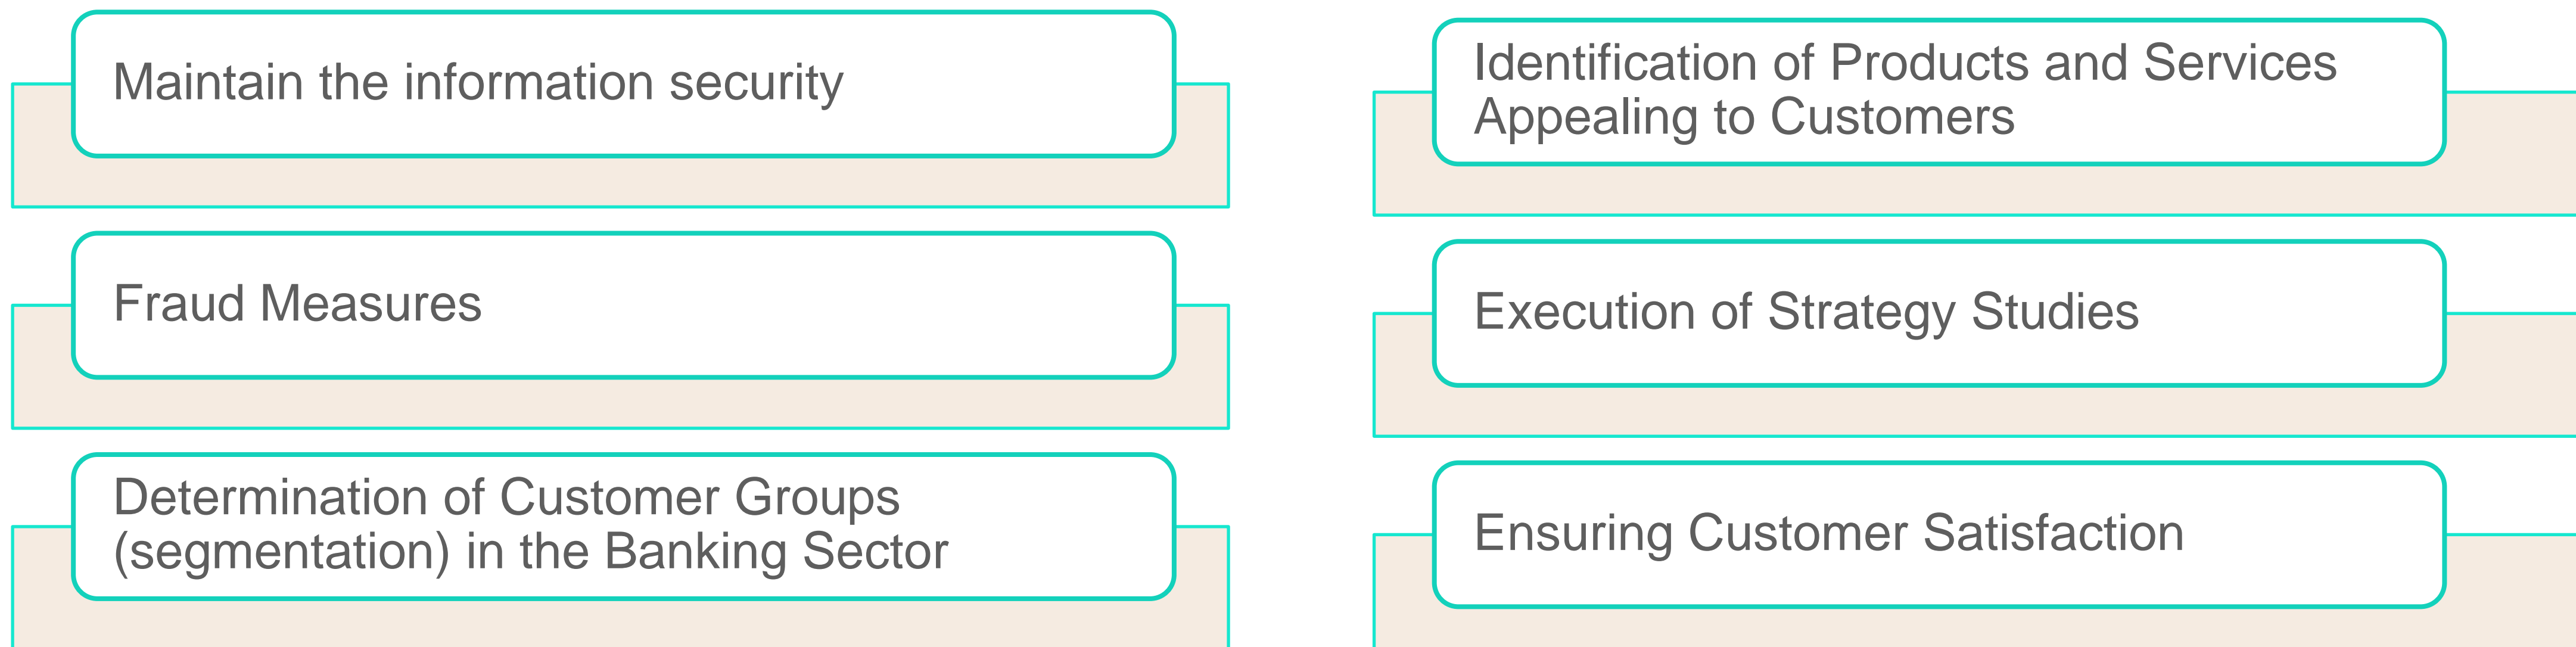 Maintain the information security
Fraud Measures
Determination of Customer Groups
(segmentation) in the Banking Sector
Identification of Products and Services
Appealing to Customers
Execution of Strategy Studies
Ensuring Customer Satisfaction